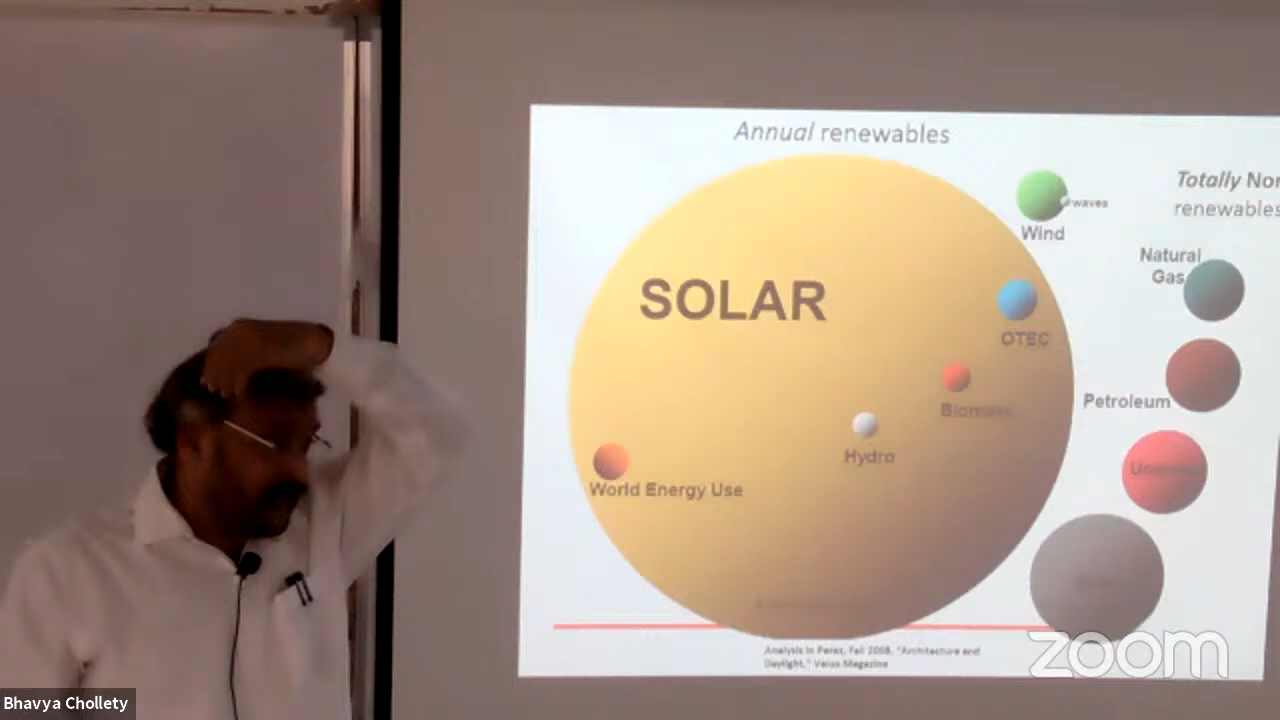 Annual renewables
waves
Wind
Totally Non
renewables
Natural
Gas
SOLAR
OTEC
Biomass
Petroleum
Hydro
World Energy Use
Analysis in Perez, Fall 2008, "Architecture and
Daylight," Velux Magazine
zoom
Bhavya Chollety